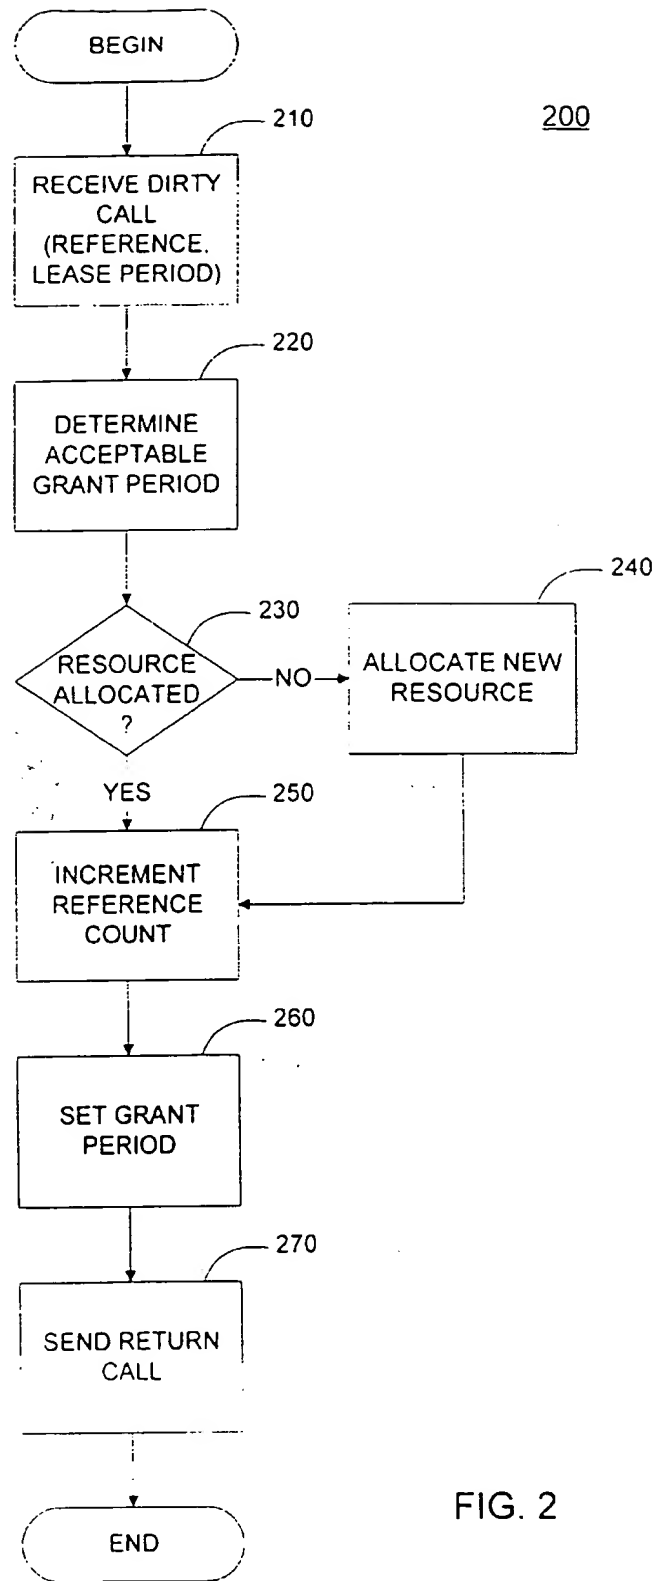 BEGIN
210
200
RECEIVE DIRTY
CALL
(REFERENCE.
LEASE PERIOD)
220
DETERMINE
ACCEPTABLE
GRANT PERIOD
240
230
RESOURCE
ALLOCATED
?
NO
ALLOCATE NEW
RESOURCE
YES
250
INCREMENT
REFERENCE
COUNT
260
SET GRANT
PERIOD
270
SEND RETURN
CALL
END
FIG. 2